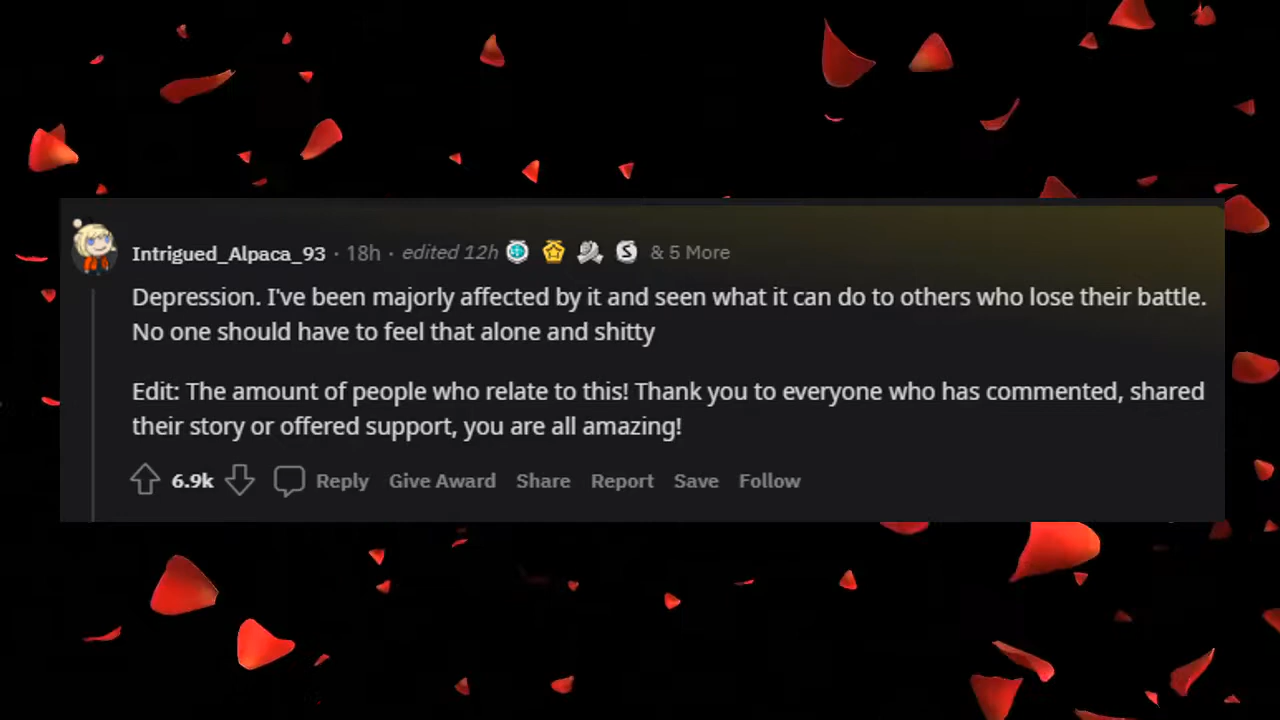 Intrigued_Alpaca_93 · 18h · edited 12h & 5 More
Depression. I've been majorly affected by it and seen what it can do to others who lose their battle.
No one should have to feel that alone and shitty
Edit: The amount of people who relate to this! Thank you to everyone who has commented, shared
their story or offered support, you are all amazing!
6.9k Reply Give Award Share Report Save Follow